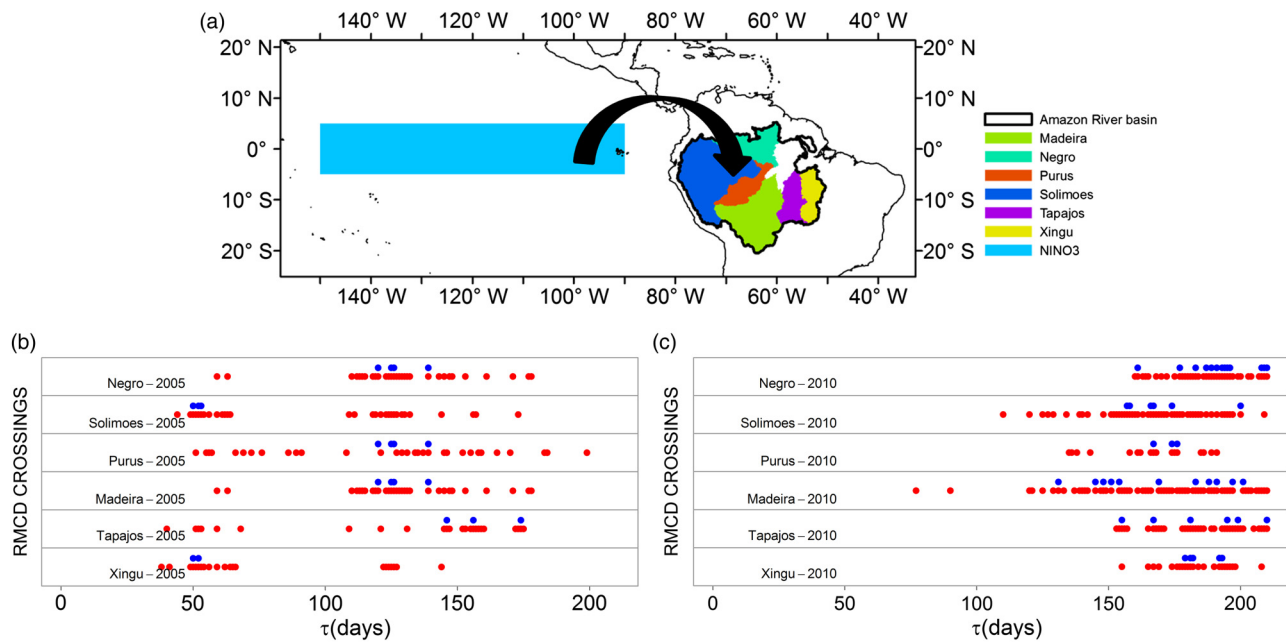 (a)
140° W 120° W 100° W 80° W 60° W 40° W
20° N 20° N
10° N 10° N
0° 0°
10° S 10° S
20° S 20° S
140° W 120° W 100° W 80° W 60° W 40° W
Amazon River basin
Madeira
Negro
Purus
Solimoes
Tapajos
Xingu
NINO3
(b)
RMCD CROSSINGS
Negro – 2005
Solimoes – 2005
Purus – 2005
Madeira – 2005
Tapajos – 2005
Xingu – 2005
0 50 100 150 200
τ(days)
(c)
RMCD CROSSINGS
Negro – 2010
Solimoes – 2010
Purus – 2010
Madeira – 2010
Tapajos – 2010
Xingu – 2010
0 50 100 150 200
τ(days)